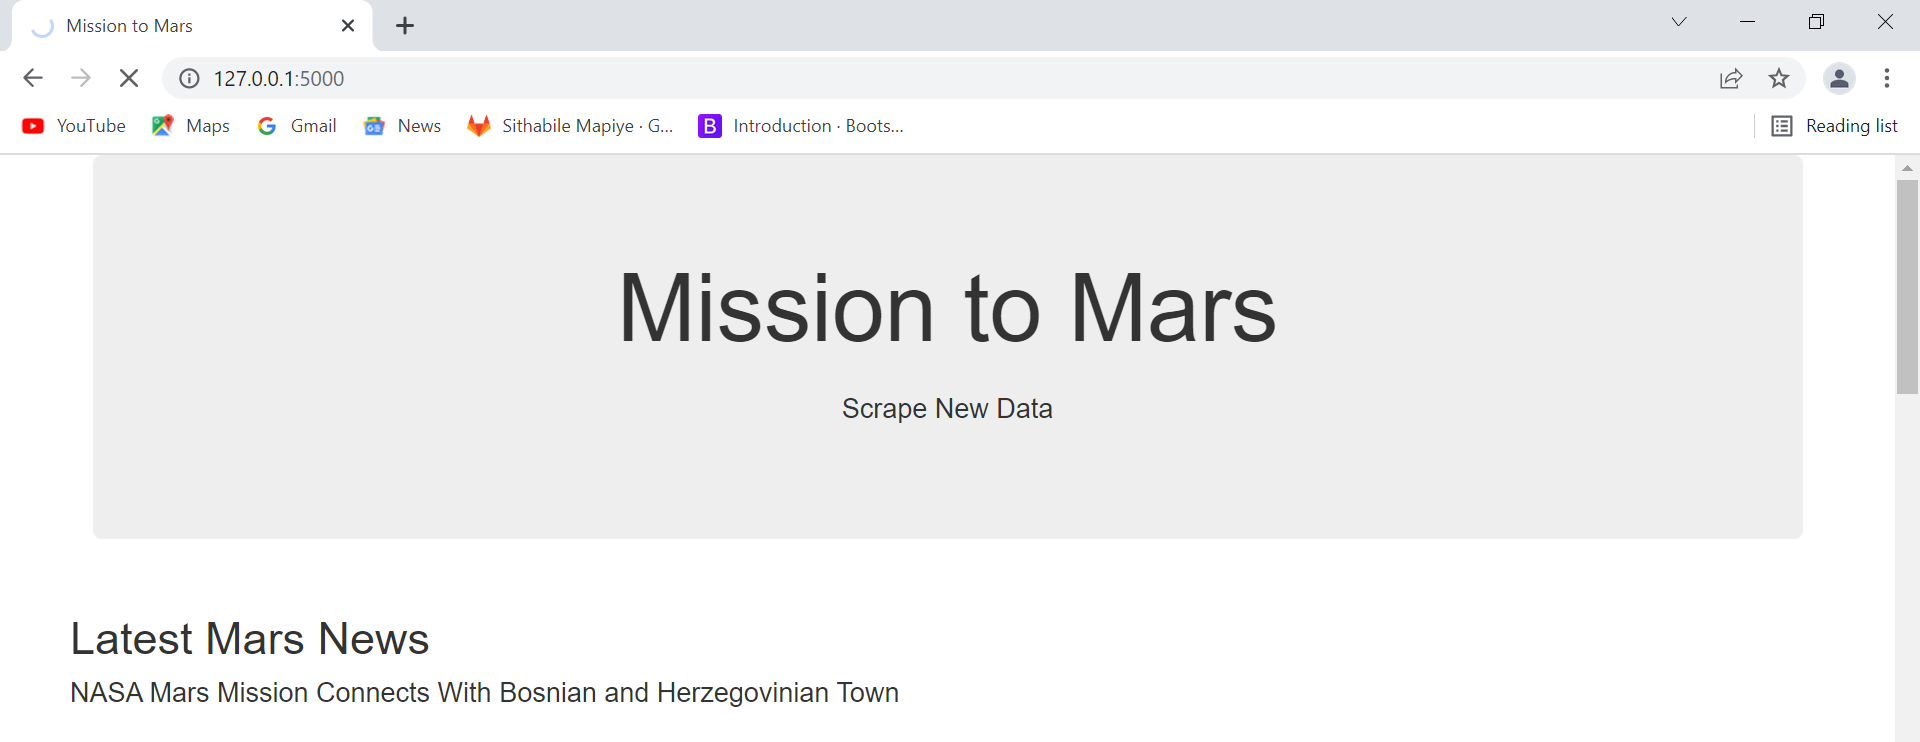 Mission to Mars
127.0.0.1:5000
YouTube Maps Gmail News Sithabile Mapiye · G... Introduction · Boots... Reading list
Mission to Mars
Scrape New Data
Latest Mars News
NASA Mars Mission Connects With Bosnian and Herzegovinian Town